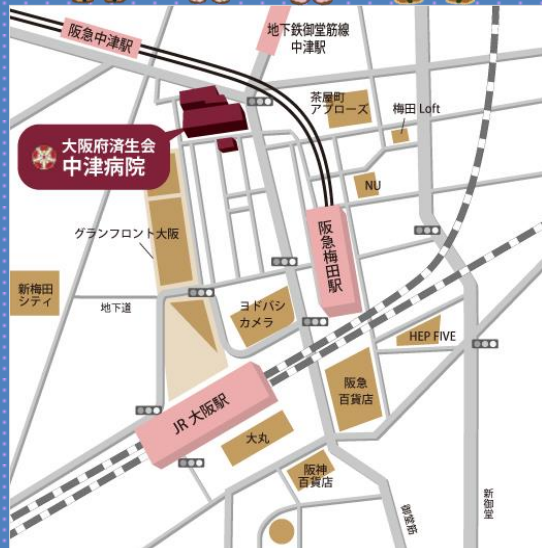 阪急中津駅
地下鉄御堂筋線
中津駅
茶屋町
アプローズ
梅田 Loft
大阪府済生会
中津病院
NU
グランフロント大阪
阪急梅田駅
新梅田
シティ
地下道
ヨドバシ
カメラ
HEP FIVE
阪急
百貨店
JR 大阪駅
大丸
阪神
百貨店
御堂筋
新御堂